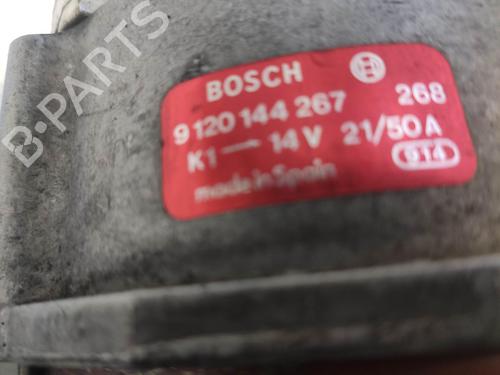 B-PARTS
BOSCH
9 120 144 267 268
K1 → 14 V 21/50 A
914
made in Spain